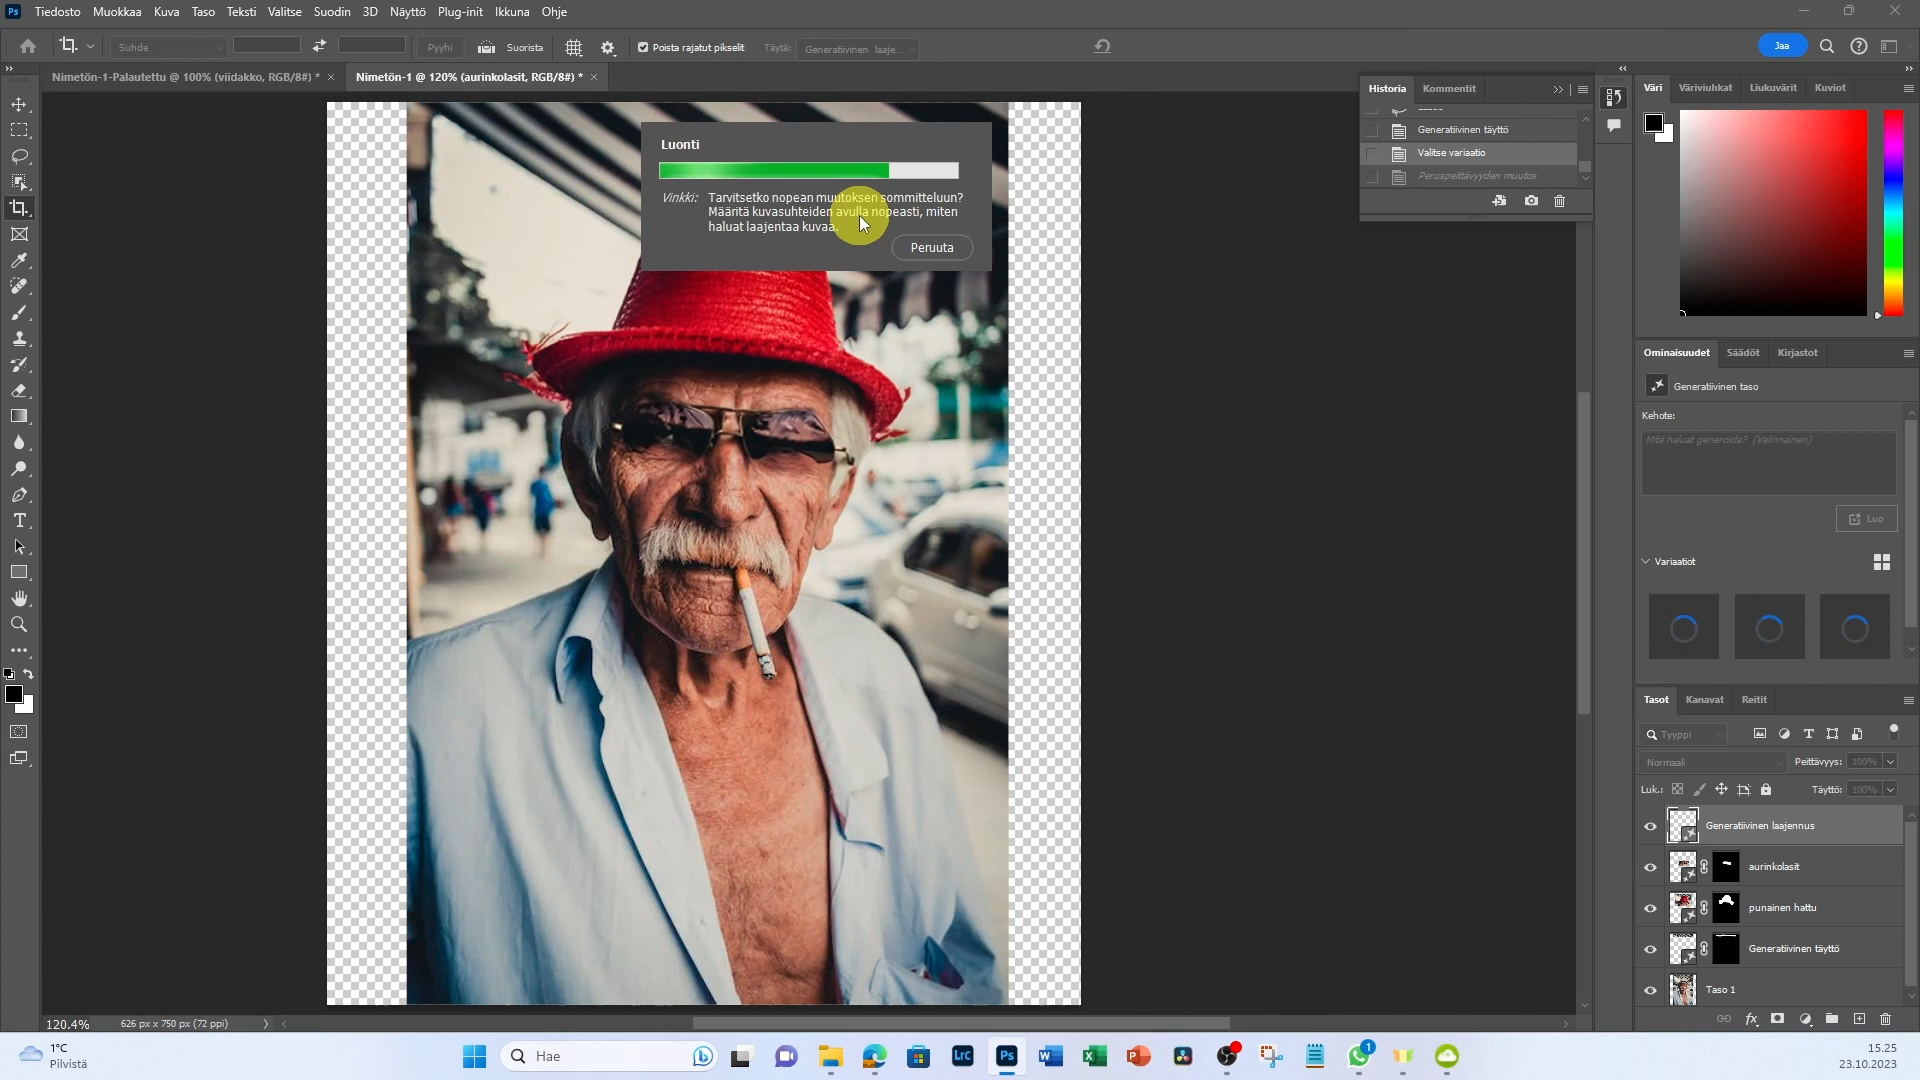 Ps Tiedosto Muokkaa Kuva Taso Teksti Valitse Suodin 3D Näyttö Plug-init Ikkuna Ohje
Suhde Pyyhi Suorista Poista rajatut pikselit Täytä: Generatiivinen laaje... Jaa
Nimetön-1-Palautettu @ 100% (viidakko, RGB/8#) * × Nimetön-1 @ 120% (aurinkolasit, RGB/8#) * ×
Historia Kommentit
Generatiivinen täyttö
Valitse variaatio
Peruspeittävyyden muutos
Väri Väriviuhkat Liukuvärit Kuviot
Luonti
Vinkki: Tarvitsetko nopean muutoksen sommitteluun?
Määritä kuvasuhteiden avulla nopeasti, miten
haluat laajentaa kuvaa.
Peruuta
Ominaisuudet Säädöt Kirjastot
Generatiivinen taso
Kehote:
Mitä haluat generoida? (Valinnainen)
Luo
Variaatiot
Tasot Kanavat Reitit
Tyyppi
Normaali Peittävyys: 100%
Luk.: Täyttö: 100%
Generatiivinen laajennus
aurinkolasit
punainen hattu
Generatiivinen täyttö
Taso 1
120.4% 626 px x 750 px (72 ppi)
1°C
Pilvistä
Hae
Lrc Ps 1
15.25
23.10.2023